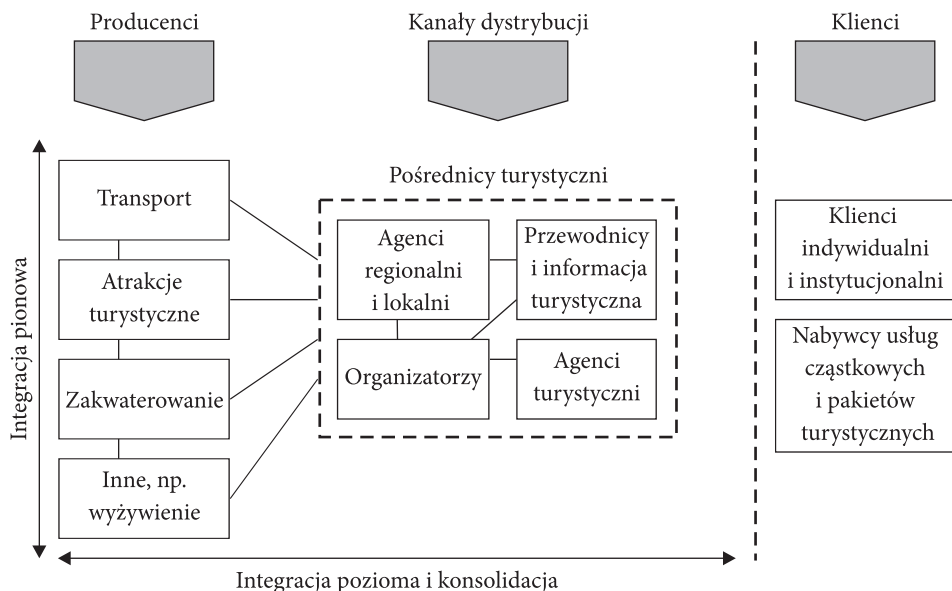 Producenci
Kanały dystrybucji
Klienci
Integracja pionowa
Transport
Atrakcje
turystyczne
Zakwaterowanie
Inne, np.
wyżywienie
Pośrednicy turystyczni
Agenci
regionalni
i lokalni
Przewodnicy
i informacja
turystyczna
Organizatorzy
Agenci
turystyczni
Klienci
indywidualni
i instytucjonalni
Nabywcy usług
cząstkowych
i pakietów
turystycznych
Integracja pozioma i konsolidacja